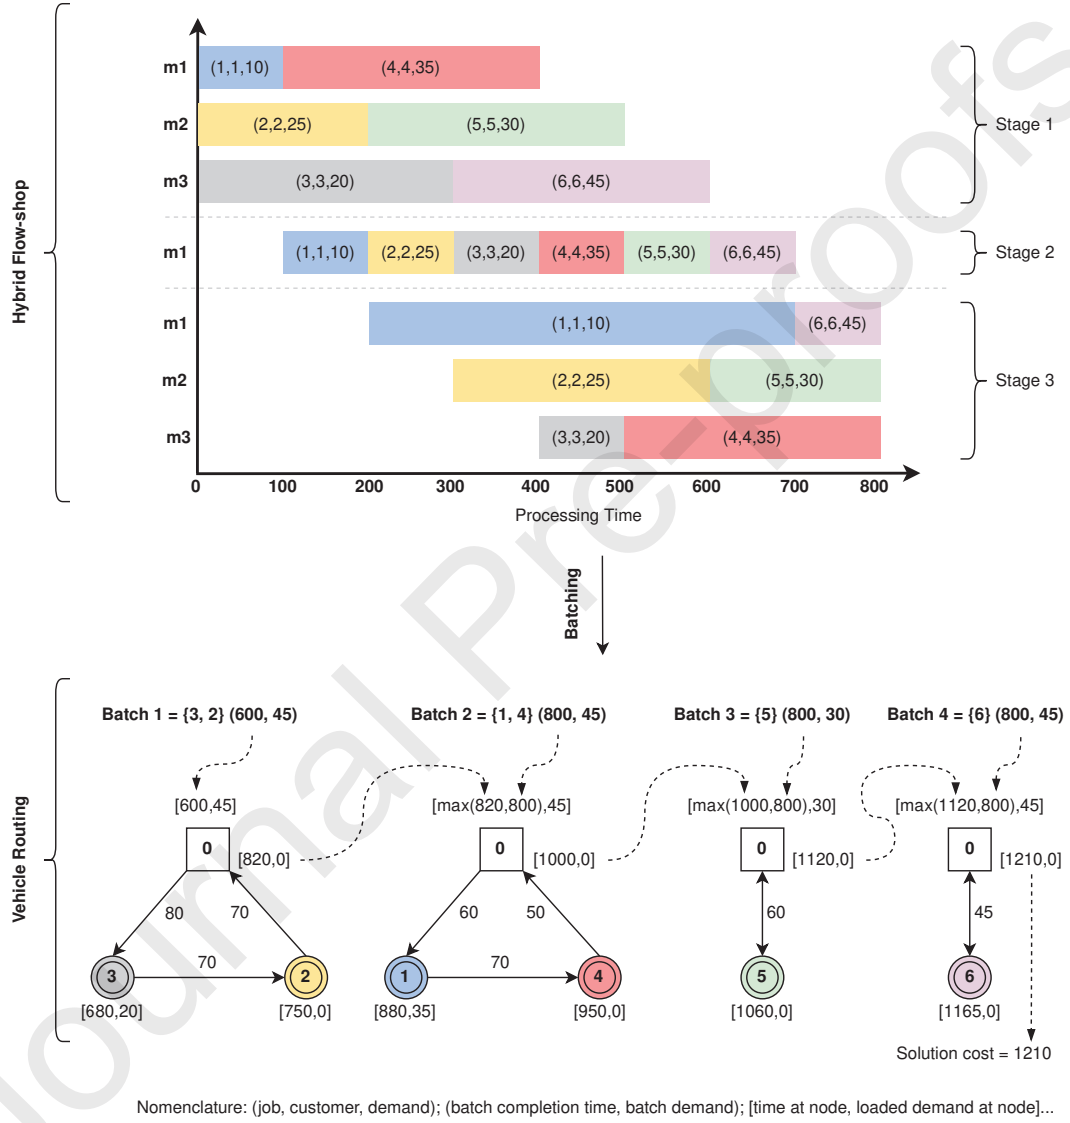 Hybrid Flow-shop
m1 (1,1,10) (4,4,35)
m2 (2,2,25) (5,5,30) Stage 1
m3 (3,3,20) (6,6,45)
m1 (1,1,10) (2,2,25) (3,3,20) (4,4,35) (5,5,30) (6,6,45) Stage 2
m1 (1,1,10) (6,6,45)
m2 (2,2,25) (5,5,30) Stage 3
m3 (3,3,20) (4,4,35)
0 100 200 300 400 500 600 700 800
Processing Time
Batching
Vehicle Routing
Batch 1 = {3, 2} (600, 45) Batch 2 = {1, 4} (800, 45) Batch 3 = {5} (800, 30) Batch 4 = {6} (800, 45)
[600,45] [max(820,800),45] [max(1000,800),30] [max(1120,800),45]
0 [820,0] 0 [1000,0] 0 [1120,0] 0 [1210,0]
80 70 60 50 60 45
70 70
3 2 1 4 5 6
[680,20] [750,0] [880,35] [950,0] [1060,0] [1165,0]
Solution cost = 1210
Nomenclature: (job, customer, demand); (batch completion time, batch demand); [time at node, loaded demand at node]...
Journal Pre-proofs